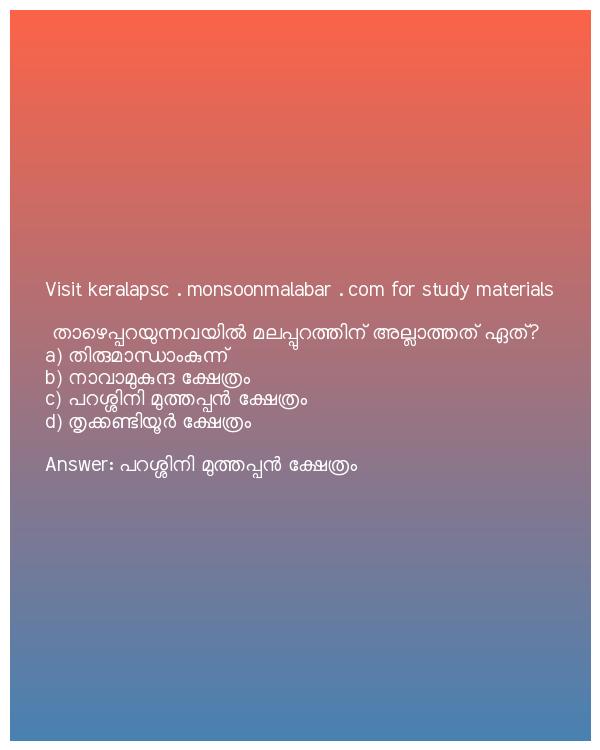 Visit keralapsc . monsoonmalabar . com for study materials
താഴെപ്പറയുന്നവയിൽ മലപ്പുറത്തിന് അല്ലാത്തത് ഏത്?
a) തിരുമാന്ധാംകുന്ന്
b) നാവാമുകുന്ദ ക്ഷേത്രം
c) പറശ്ശിനി മുത്തപ്പൻ ക്ഷേത്രം
d) തൃക്കണ്ടിയൂർ ക്ഷേത്രം
Answer: പറശ്ശിനി മുത്തപ്പൻ ക്ഷേത്രം